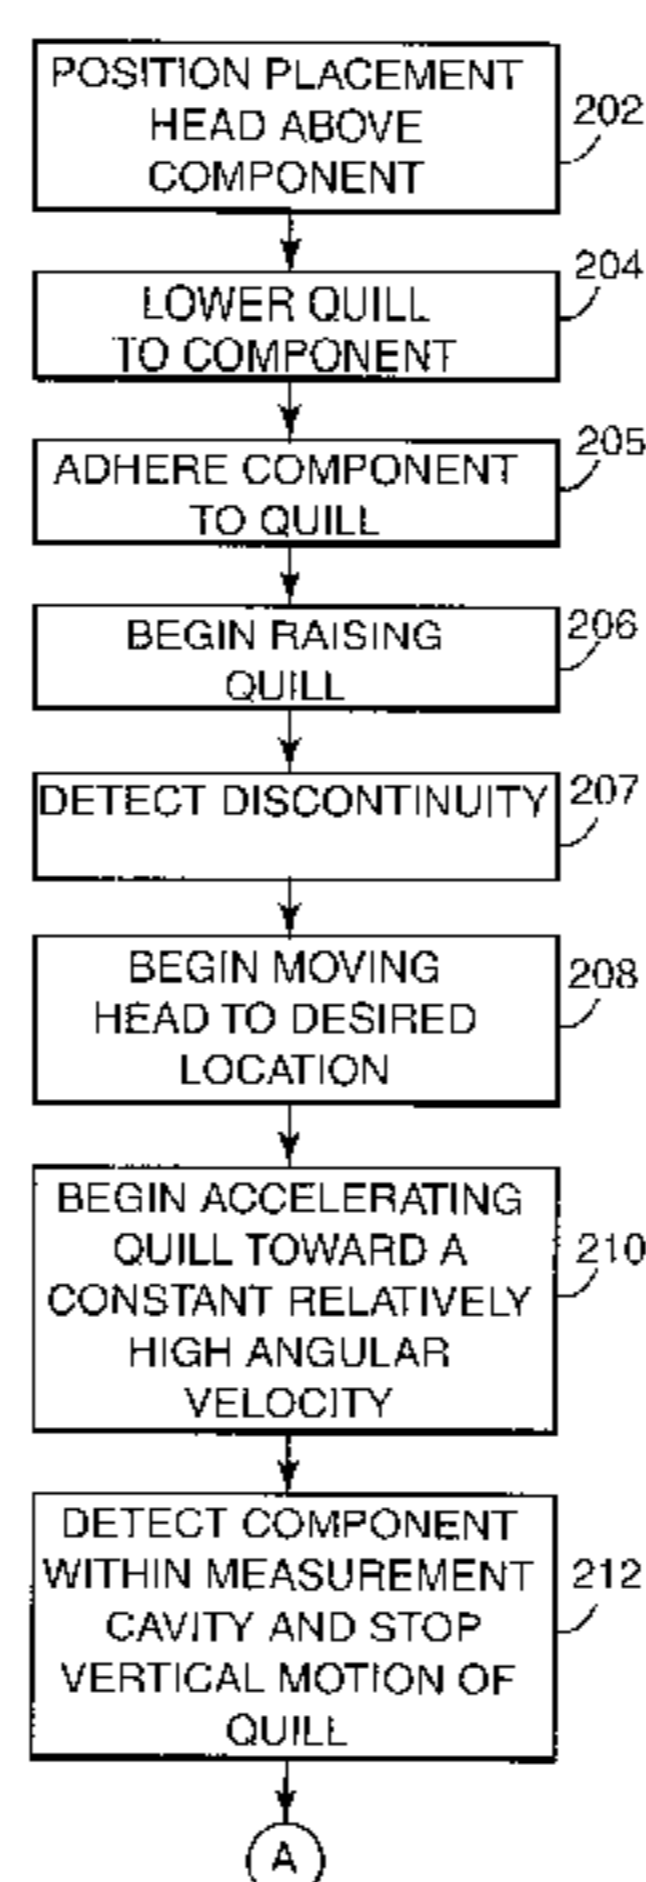 POSITION PLACEMENT
HEAD ABOVE
COMPONENT
202
LOWER QUILL
TO COMPONENT
204
ADHERE COMPONENT
TO QUILL
205
BEGIN RAISING
QUILL
206
DETECT DISCONTINUITY
207
BEGIN MOVING
HEAD TO DESIRED
LOCATION
208
BEGIN ACCELERATING
QUILL TOWARD A
CONSTANT RELATIVELY
HIGH ANGULAR
VELOCITY
210
DETECT COMPONENT
WITHIN MEASUREMENT
CAVITY AND STOP
VERTICAL MOTION OF
QUILL
212
A